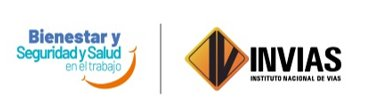 Bienestar y
Seguridad y Salud
en el trabajo
INVIAS
INSTITUTO NACIONAL DE VIAS